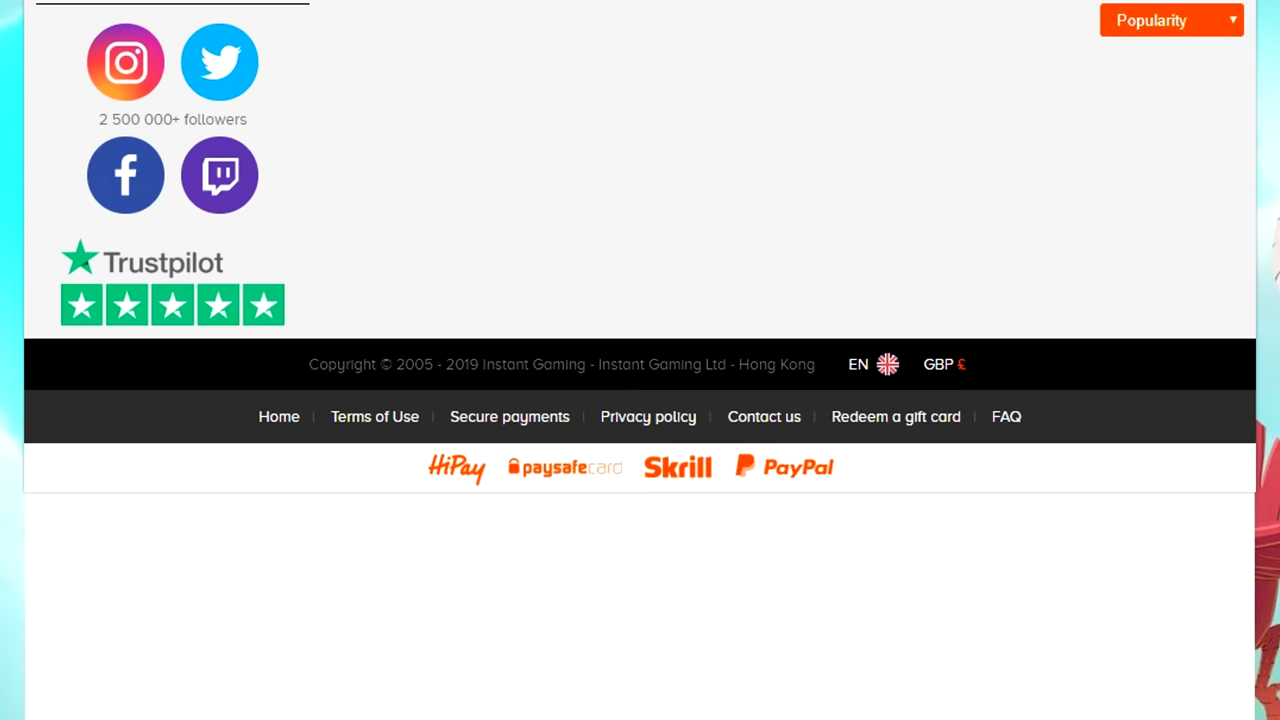 Popularity
2 500 000+ followers
Trustpilot
Copyright © 2005 - 2019 Instant Gaming - Instant Gaming Ltd - Hong Kong EN GBP £
Home Terms of Use Secure payments Privacy policy Contact us Redeem a gift card FAQ
HiPay paysafecard Skrill PayPal